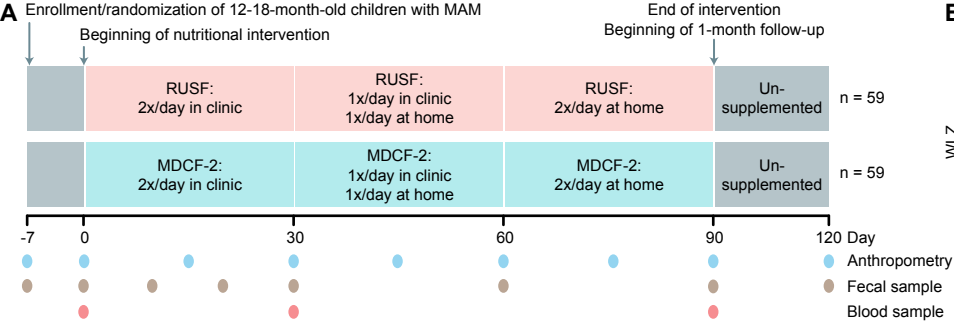 A
Enrollment/randomization of 12-18-month-old children with MAM
Beginning of nutritional intervention
End of intervention
Beginning of 1-month follow-up
B
RUSF:
2x/day in clinic
RUSF:
1x/day in clinic
1x/day at home
RUSF:
2x/day at home
Un-
supplemented
n = 59
MDCF-2:
2x/day in clinic
MDCF-2:
1x/day in clinic
1x/day at home
MDCF-2:
2x/day at home
Un-
supplemented
n = 59
WLZ
-7 0 30 60 90 120 Day
Anthropometry
Fecal sample
Blood sample